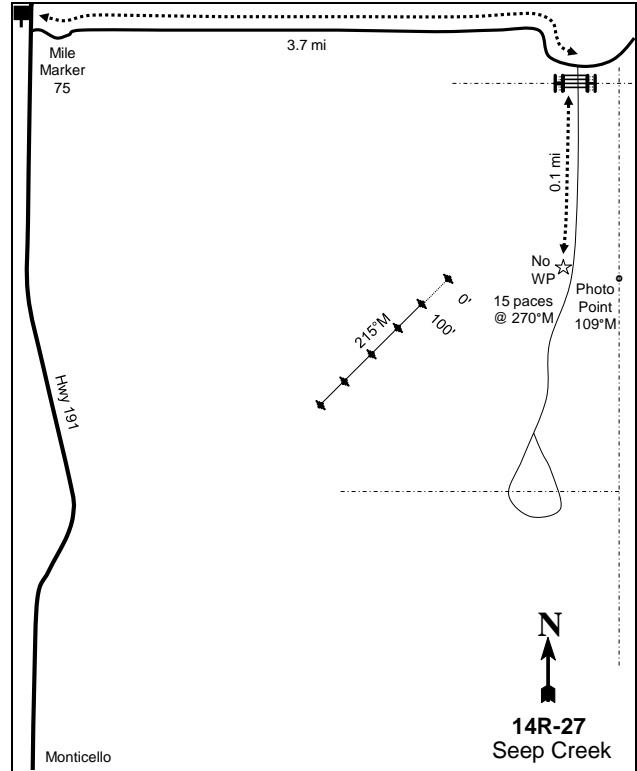 Mile
Marker
75
3.7 mi
0.1 mi
No
WP
15 paces
@ 270°M
Photo
Point
109°M
0'
100'
215°M
Hwy 191
N
14R-27
Seep Creek
Monticello